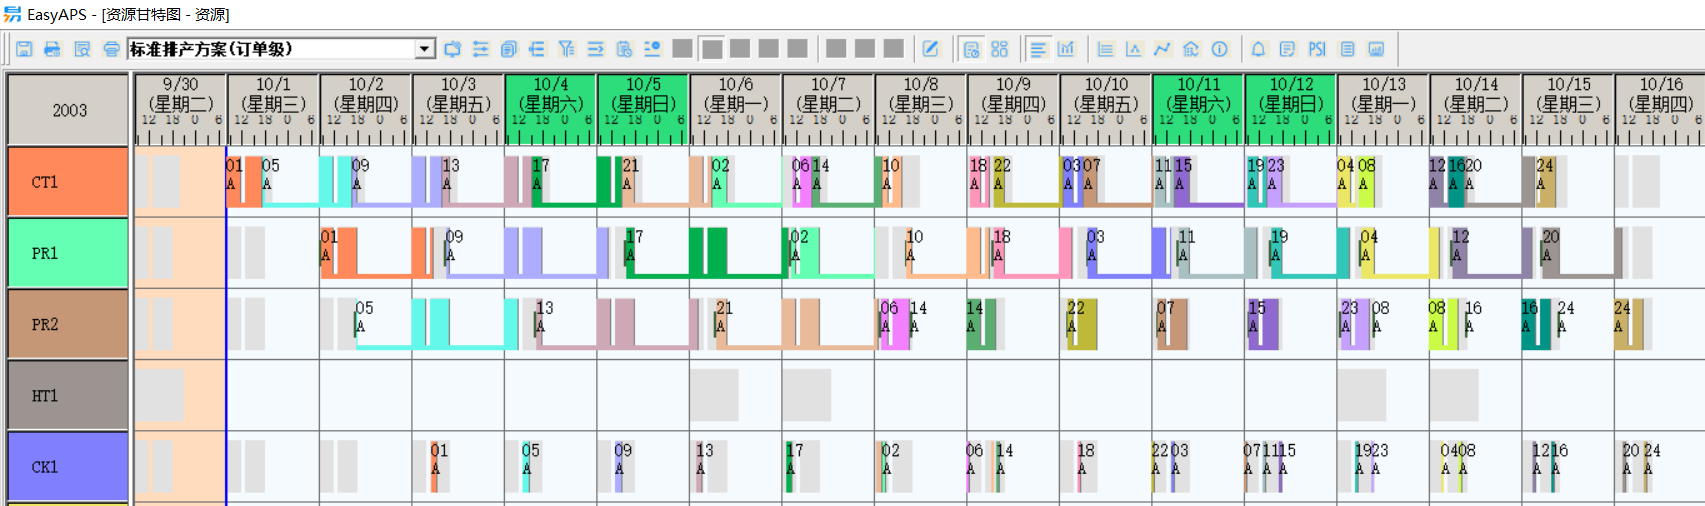 EasyAPS - [资源甘特图 - 资源]
标准排产方案(订单级)
PSI
2003
9/30 10/1 10/2 10/3 10/4 10/5 10/6 10/7 10/8 10/9 10/10 10/11 10/12 10/13 10/14 10/15 10/16
(星期二) (星期三) (星期四) (星期五) (星期六) (星期日) (星期一) (星期二) (星期三) (星期四) (星期五) (星期六) (星期日) (星期一) (星期二) (星期三) (星期四)
12 18 0 6 12 18 0 6 12 18 0 6 12 18 0 6 12 18 0 6 12 18 0 6 12 18 0 6 12 18 0 6 12 18 0 6 12 18 0 6 12 18 0 6 12 18 0 6 12 18 0 6 12 18 0 6 12 18 0 6 12 18 0 6 12 18 0 6
01 05 09 13 17 21 02 06 14 10 18 22 03 07 11 15 19 23 04 08 12 16 20 24
CT1 A A A A A A A A A A A A A A A A A A A A A A A A
01 09 17 02 10 18 03 11 19 04 12 20
PR1 A A A A A A A A A A A A
05 13 21 06 14 14 22 07 15 23 08 08 16 16 24 24
PR2 A A A A A A A A A A A A A A A A
HT1
01 05 09 13 17 02 06 14 18 22 03 07 11 15 19 23 04 08 12 16 20 24
CK1 A A A A A A A A A A A A A A A A A A A A A A